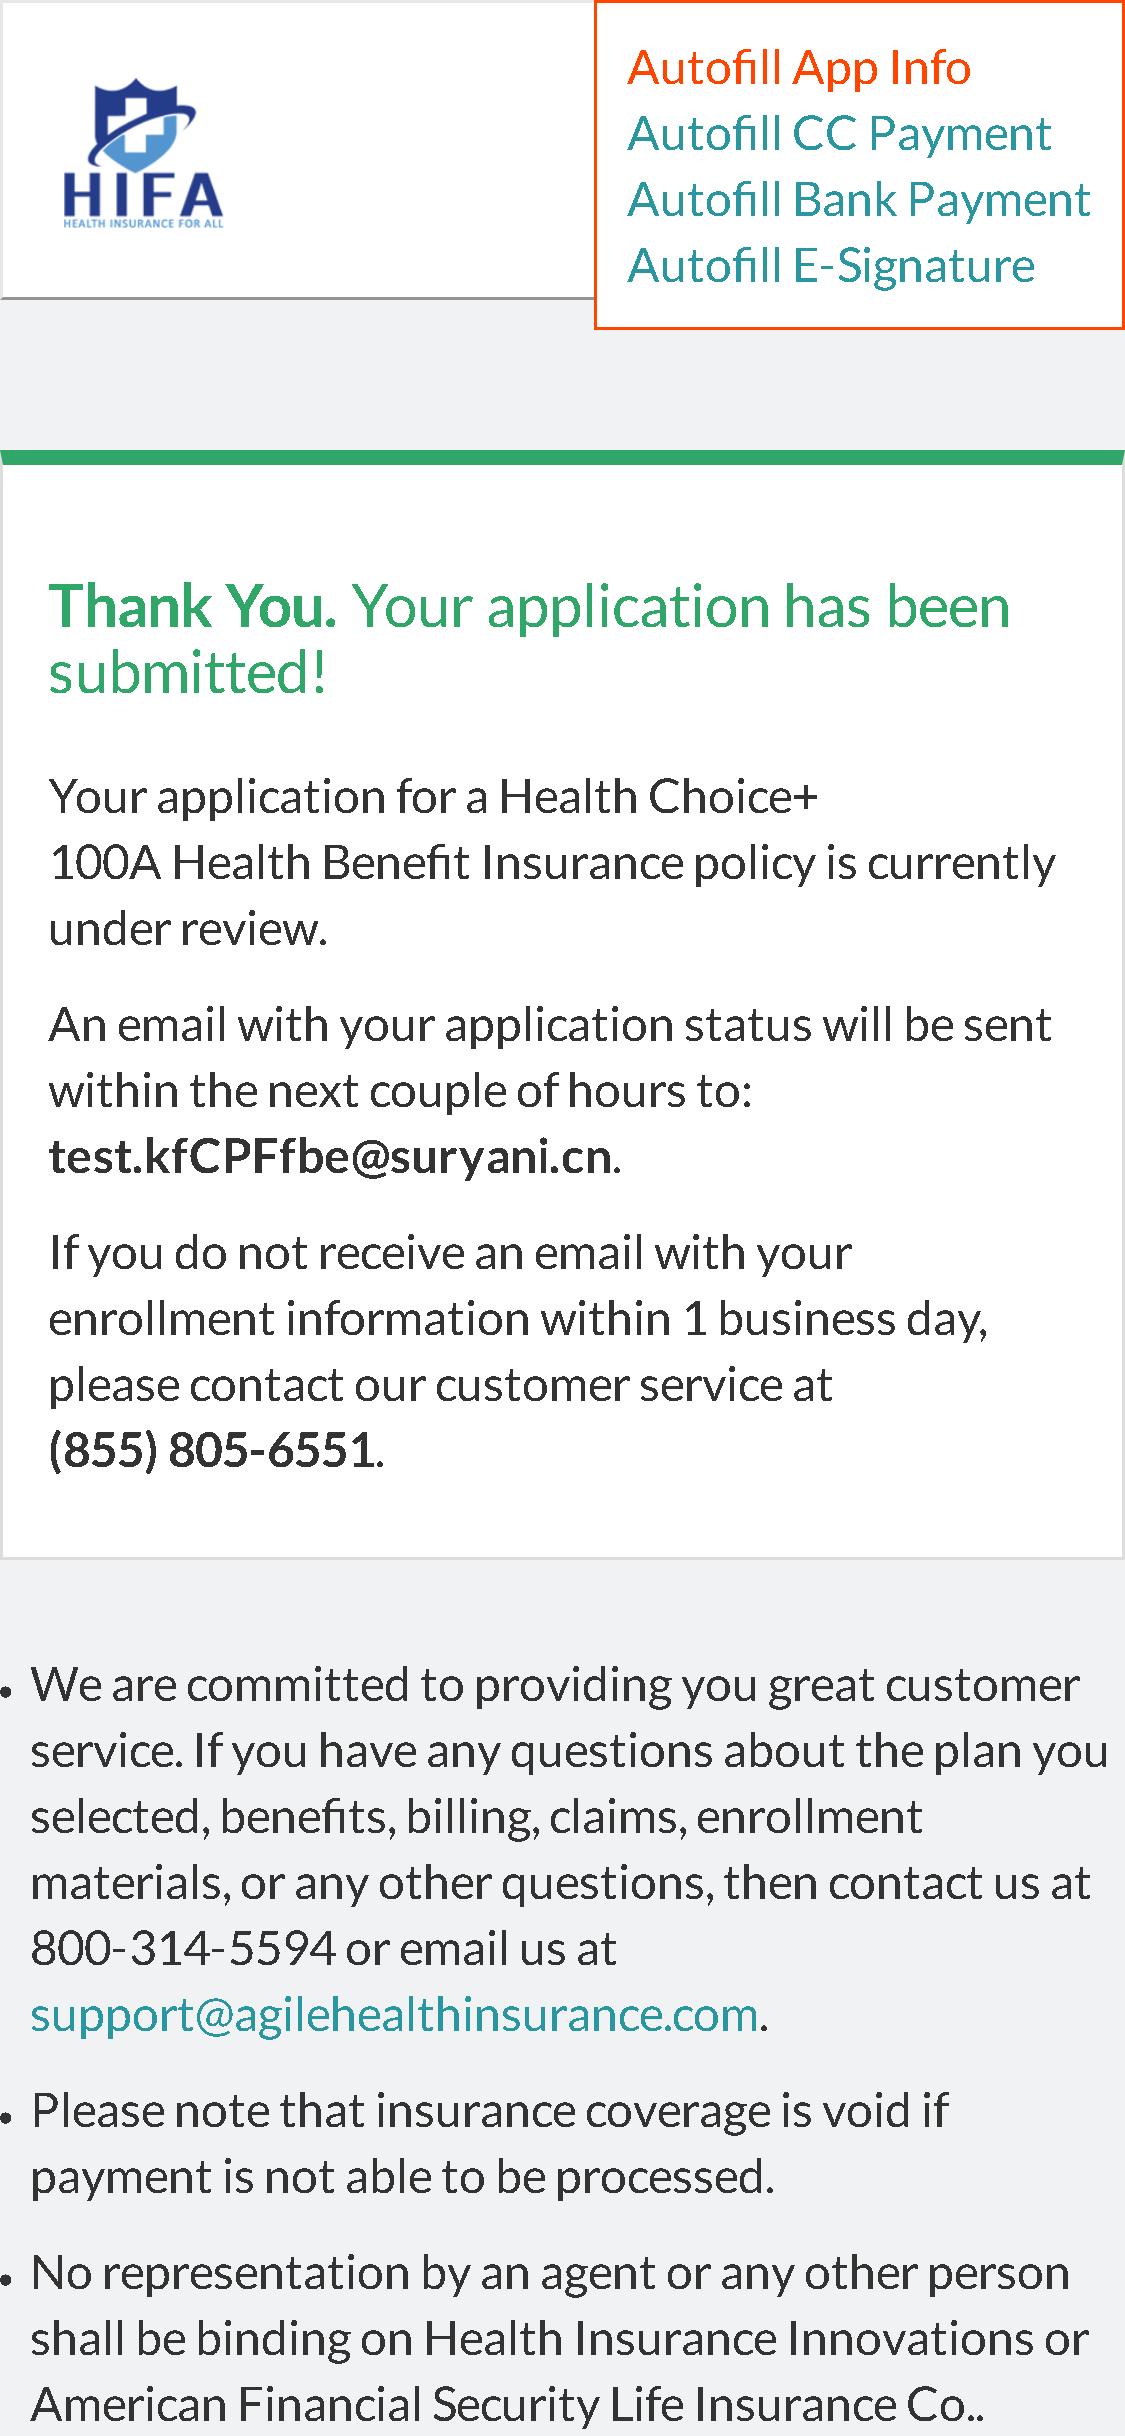 HIFA
HEALTH INSURANCE FOR ALL
Autofill App Info
Autofill CC Payment
Autofill Bank Payment
Autofill E-Signature
Thank You. Your application has been
submitted!
Your application for a Health Choice+
100A Health Benefit Insurance policy is currently
under review.
An email with your application status will be sent
within the next couple of hours to:
test.kfCPFfbe@suryani.cn.
If you do not receive an email with your
enrollment information within 1 business day,
please contact our customer service at
(855) 805-6551.
• We are committed to providing you great customer
service. If you have any questions about the plan you
selected, benefits, billing, claims, enrollment
materials, or any other questions, then contact us at
800-314-5594 or email us at
support@agilehealthinsurance.com.
• Please note that insurance coverage is void if
payment is not able to be processed.
• No representation by an agent or any other person
shall be binding on Health Insurance Innovations or
American Financial Security Life Insurance Co..